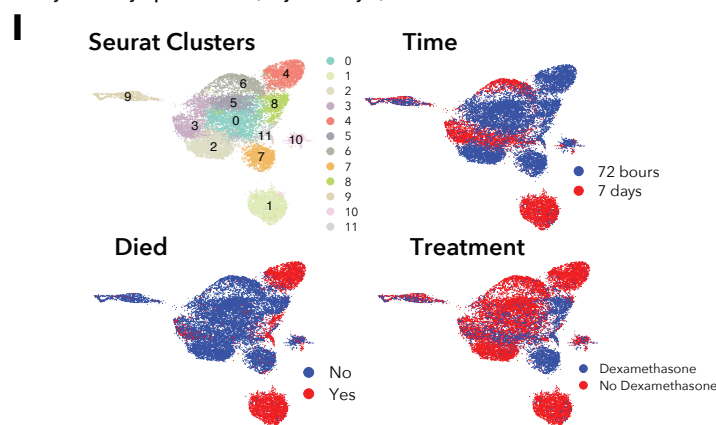 I
Seurat Clusters
4
6
9
5
8
0
3
11
10
2
7
1
0
1
2
3
4
5
6
7
8
9
10
11
Time
72 bours
7 days
Died
No
Yes
Treatment
Dexamethasone
No Dexamethasone